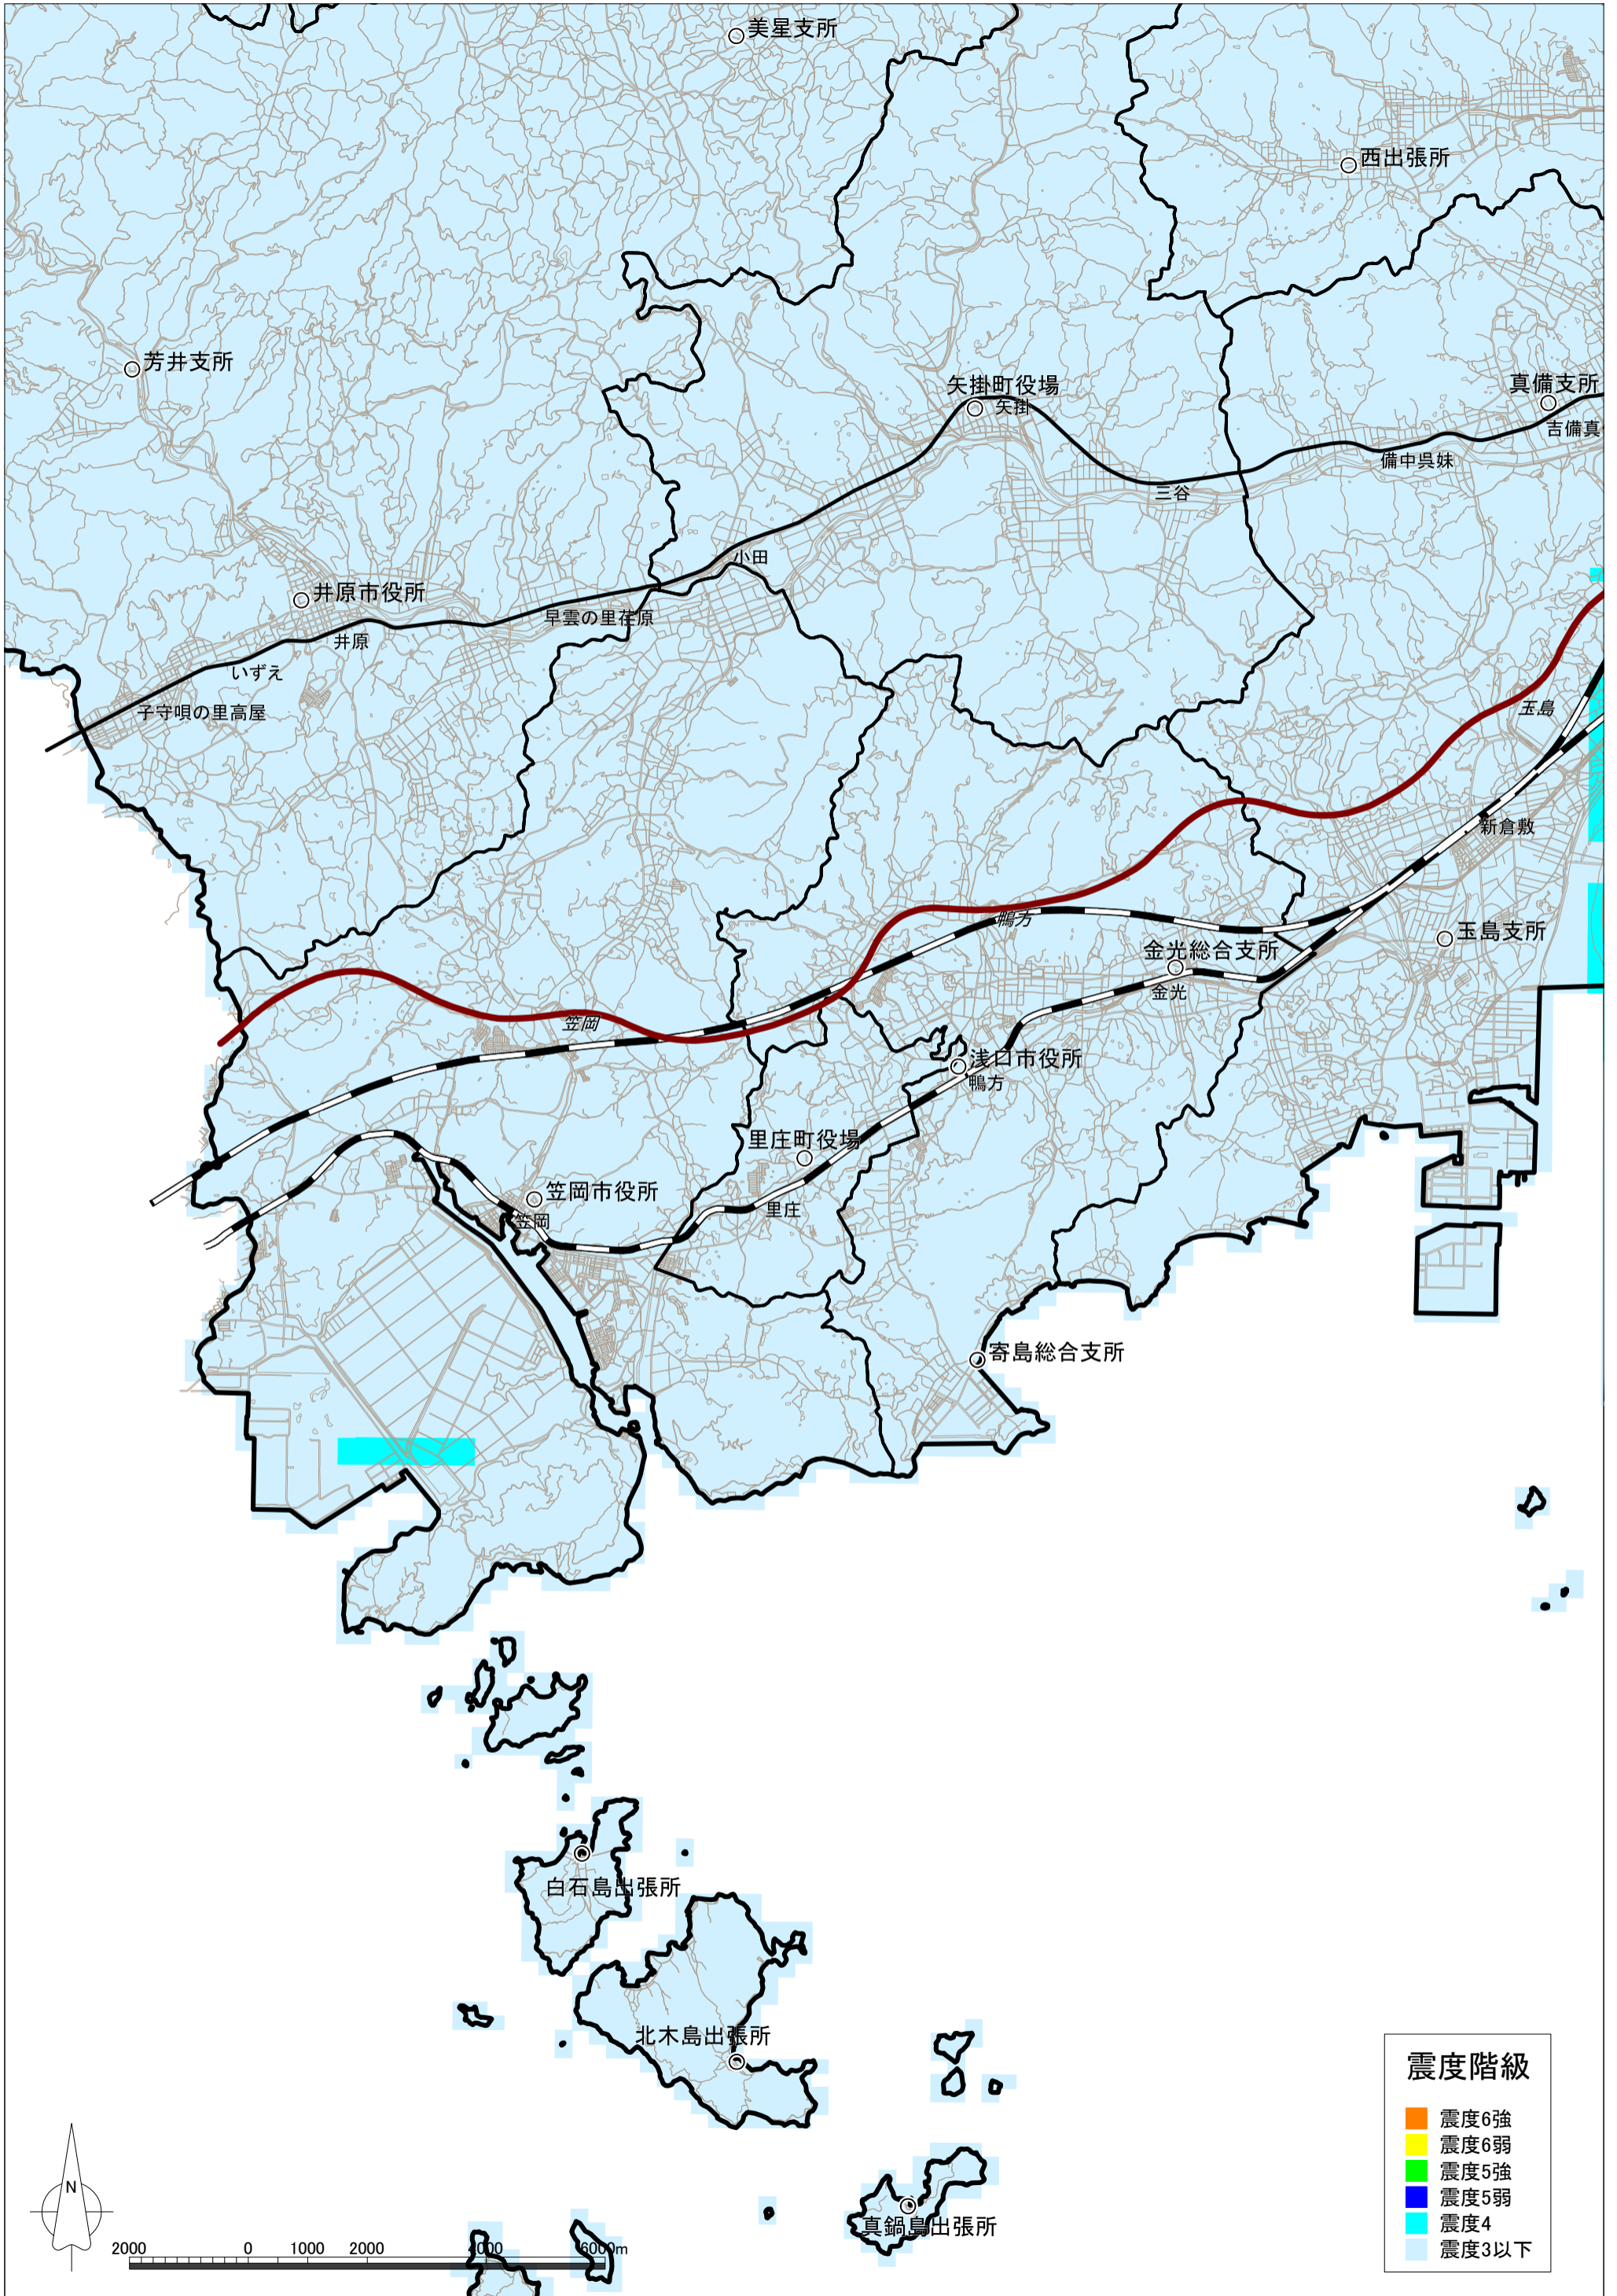 美星支所
西出張所
芳井支所
矢掛町役場
矢掛
真備支所
吉備真
備中呉妹
三谷
小田
井原市役所
早雲の里荏原
井原
いずえ
子守唄の里高屋
玉島
新倉敷
鴨方
玉島支所
金光総合支所
金光
笠岡
浅口市役所
鴨方
里庄町役場
笠岡市役所
里庄
笠岡
寄島総合支所
白石島出張所
北木島出張所
真鍋島出張所
N
2000 0 1000 2000 4000 6000m
震度階級
震度6強
震度6弱
震度5強
震度5弱
震度4
震度3以下